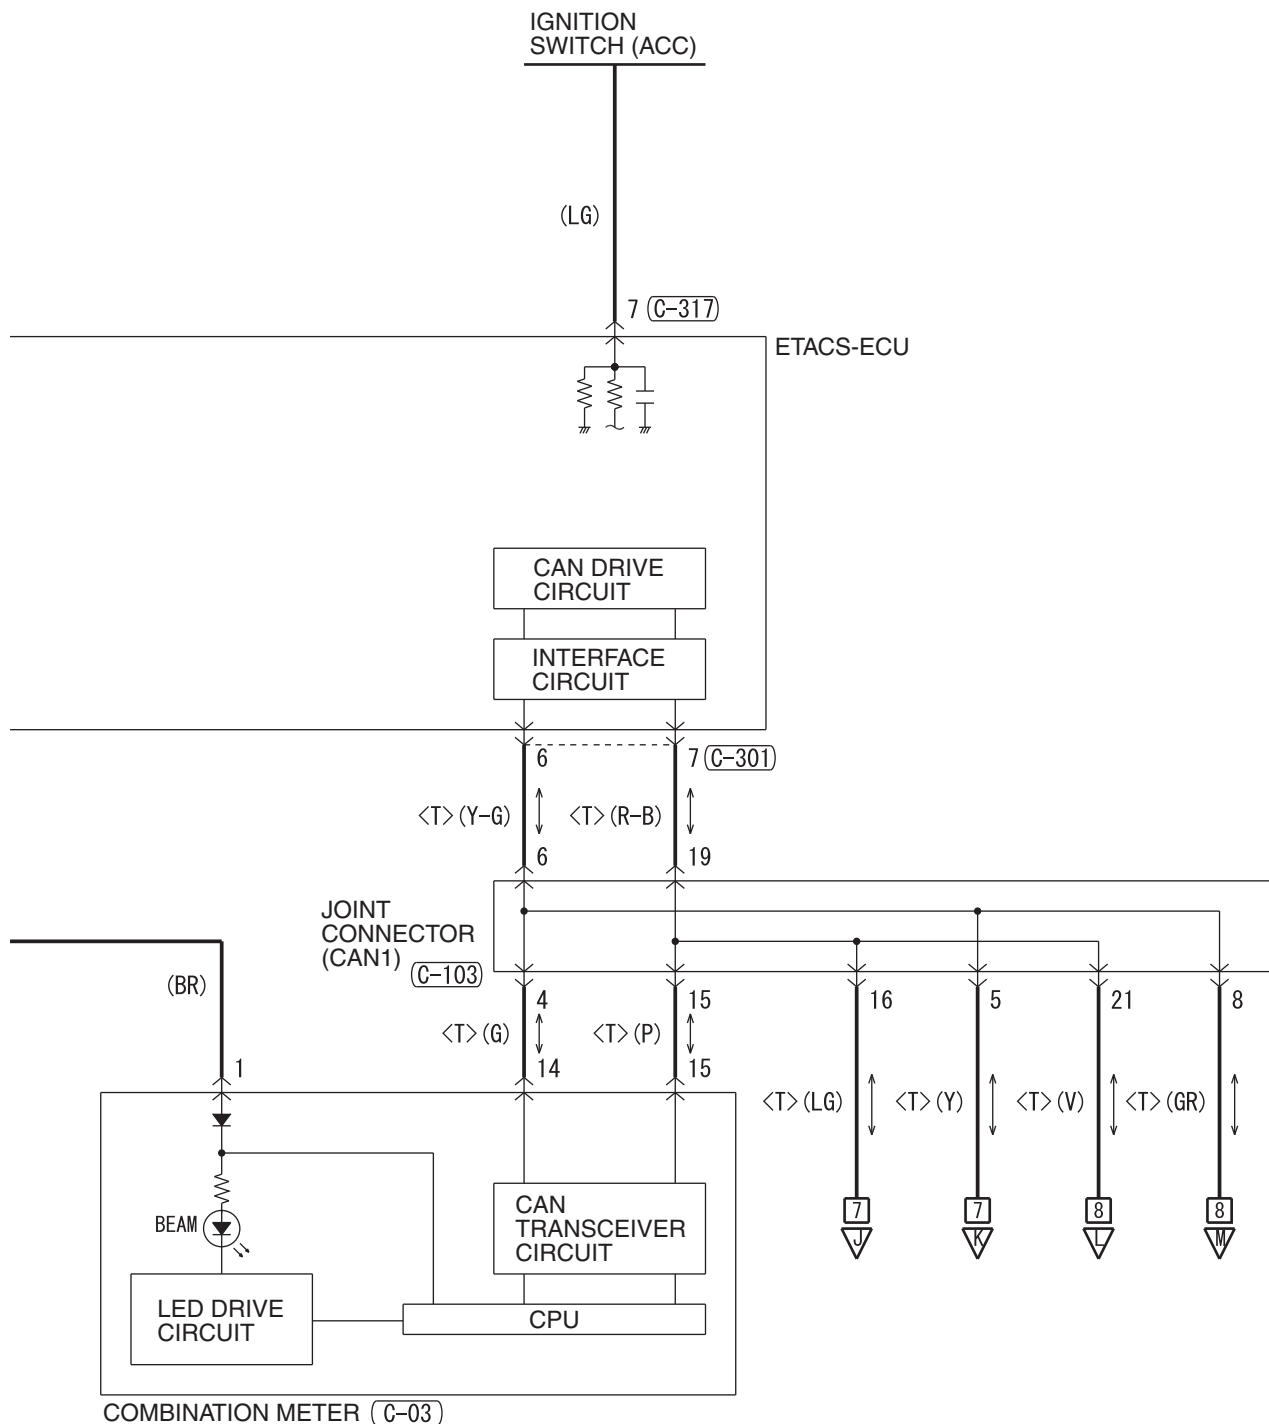 IGNITION
SWITCH (ACC)
(LG)
7 C-317
ETACS-ECU
CAN DRIVE
CIRCUIT
INTERFACE
CIRCUIT
6 7 C-301
<T>(Y-G) <T>(R-B)
6 19
JOINT
CONNECTOR
(CAN1)
C-103
(BR)
4 15 16 5 21 8
<T>(G) <T>(P)
1 14 15
<T>(LG) <T>(Y) <T>(V) <T>(GR)
CAN
TRANSCEIVER
CIRCUIT
BEAM
7 7 8 8
J K L M
LED DRIVE
CIRCUIT
CPU
COMBINATION METER C-03